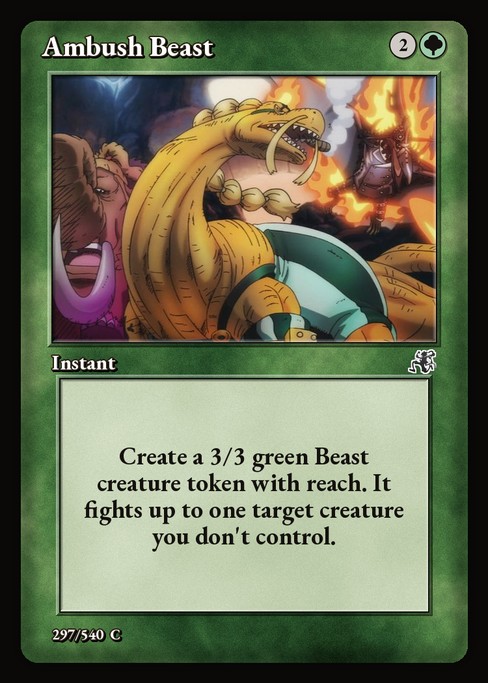 Ambush Beast 2
Instant
Create a 3/3 green Beast
creature token with reach. It
fights up to one target creature
you don't control.
297/540 C